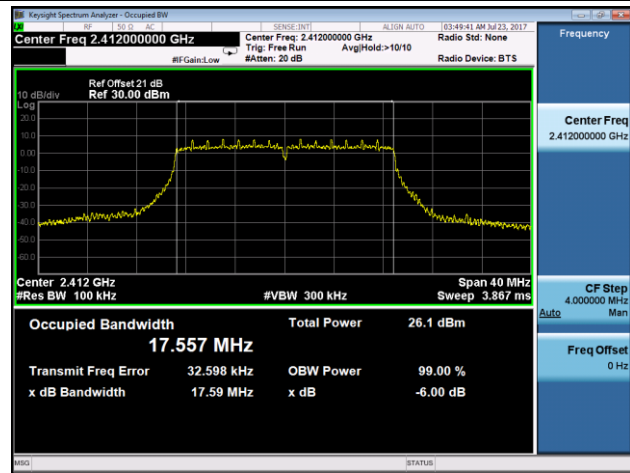 Keysight Spectrum Analyzer - Occupied BW
RF 50 Ω AC SENSE:INT ALIGN AUTO 03:49:41 AM Jul 23, 2017
Center Freq 2.412000000 GHz Center Freq: 2.412000000 GHz Radio Std: None
Trig: Free Run Avg|Hold:>10/10
#IFGain:Low #Atten: 20 dB Radio Device: BTS
Ref Offset 21 dB
10 dB/div Ref 30.00 dBm
Log
20.0
10.0
0.00
-10.0
-20.0
-30.0
-40.0
-50.0
-60.0
Center 2.412 GHz Span 40 MHz
#Res BW 100 kHz #VBW 300 kHz Sweep 3.867 ms
Occupied Bandwidth Total Power 26.1 dBm
17.557 MHz
Transmit Freq Error 32.598 kHz OBW Power 99.00 %
x dB Bandwidth 17.59 MHz x dB -6.00 dB
MSG STATUS
Frequency
Center Freq
2.412000000 GHz
CF Step
4.000000 MHz
Auto Man
Freq Offset
0 Hz